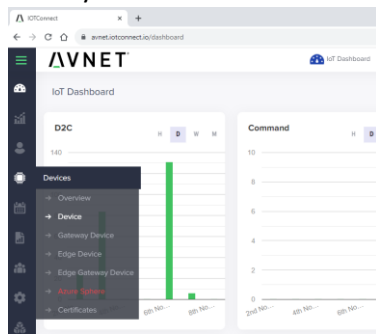 IOTConnect
avnet.iotconnect.io/dashboard
AVNET
IoT Dashboard
IoT Dashboard
D2C
H D W M
Command
H D
140
10
8
6
4
2
0
Devices
Overview
Device
Gateway Device
Edge Device
Edge Gateway Device
Azure Sphere
Certificates
6th No...
8th No...
2nd No...
4th No...
6th No...